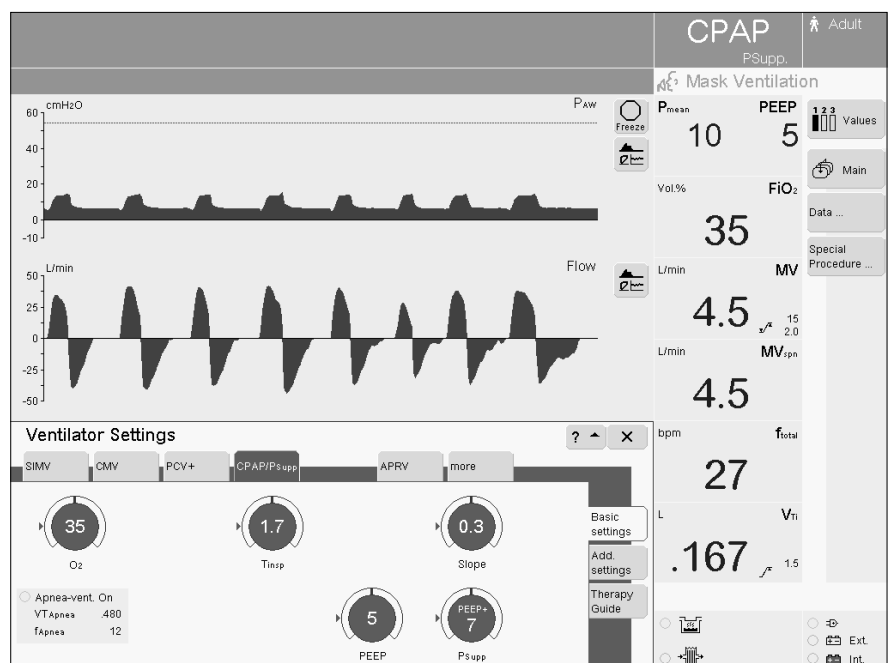 CPAP
PSupp.
Adult
Mask Ventilation
cmH2O
PAW
60
40
20
0
-10
Freeze
L/min
Flow
50
25
0
-25
-50
Pmean
PEEP
10
5
Vol.%
FiO2
35
L/min
MV
4.5
15
2.0
L/min
MVspn
4.5
bpm
ftotal
27
L
VTi
.167
1.5
1 2 3
Values
Main
Data ...
Special
Procedure ...
Ventilator Settings
? X
SIMV
CMV
PCV+
CPAP/Psupp
APRV
more
35
O2
1.7
Tinsp
0.3
Slope
Basic
settings
Add.
settings
Therapy
Guide
Apnea-vent. On
VTApnea .480
fApnea 12
5
PEEP
PEEP+
7
Psupp
Ext.
Int.